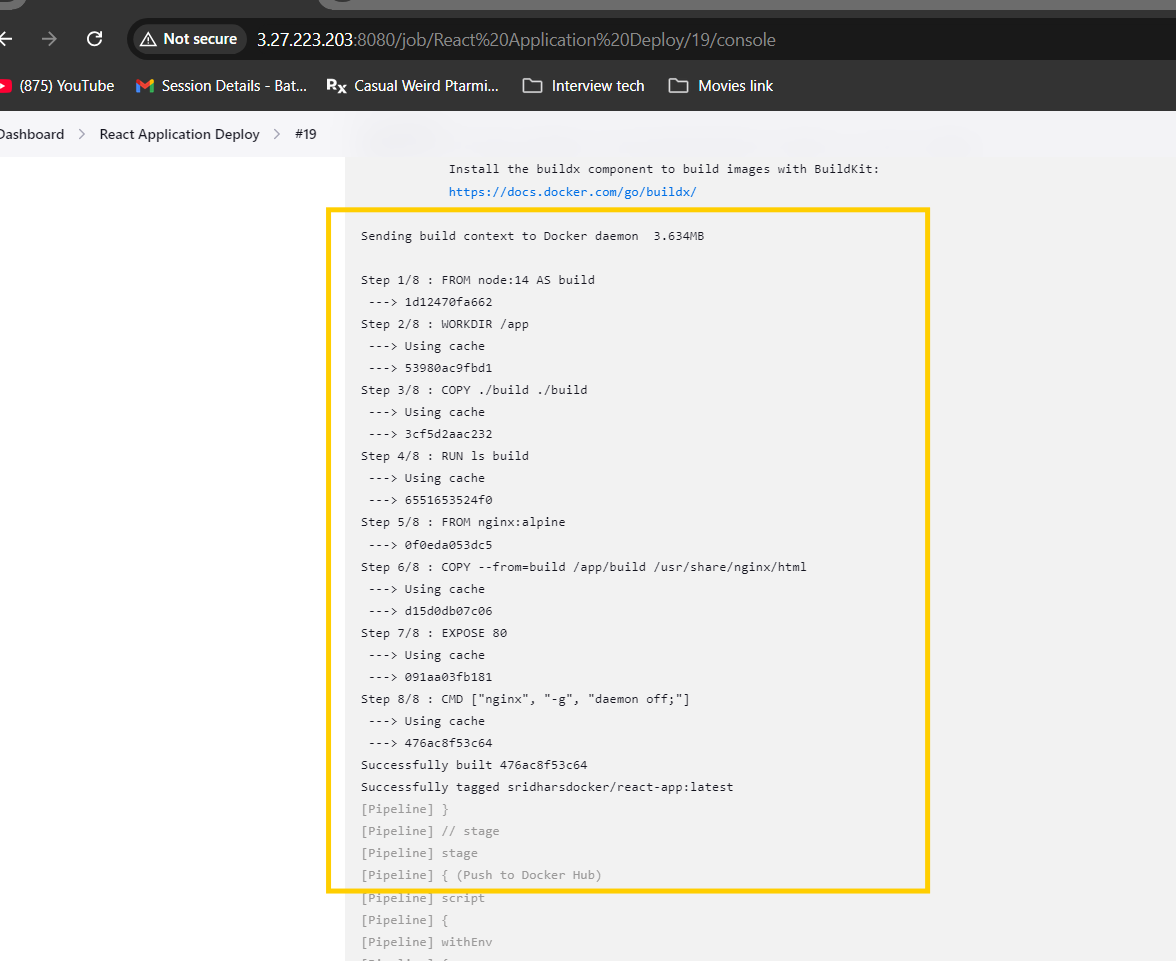 Not secure 3.27.223.203:8080/job/React%20Application%20Deploy/19/console
(875) YouTube Session Details - Bat... Rx Casual Weird Ptarmi... Interview tech Movies link
Dashboard > React Application Deploy > #19
Install the buildx component to build images with BuildKit:
https://docs.docker.com/go/buildx/
Sending build context to Docker daemon  3.634MB
Step 1/8 : FROM node:14 AS build
---> 1d12470fa662
Step 2/8 : WORKDIR /app
---> Using cache
---> 53980ac9fbd1
Step 3/8 : COPY ./build ./build
---> Using cache
---> 3cf5d2aac232
Step 4/8 : RUN ls build
---> Using cache
---> 6551653524f0
Step 5/8 : FROM nginx:alpine
---> 0f0eda053dc5
Step 6/8 : COPY --from=build /app/build /usr/share/nginx/html
---> Using cache
---> d15d0db07c06
Step 7/8 : EXPOSE 80
---> Using cache
---> 091aa03fb181
Step 8/8 : CMD ["nginx", "-g", "daemon off;"]
---> Using cache
---> 476ac8f53c64
Successfully built 476ac8f53c64
Successfully tagged sridharsdocker/react-app:latest
[Pipeline] }
[Pipeline] // stage
[Pipeline] stage
[Pipeline] { (Push to Docker Hub)
[Pipeline] script
[Pipeline] {
[Pipeline] withEnv